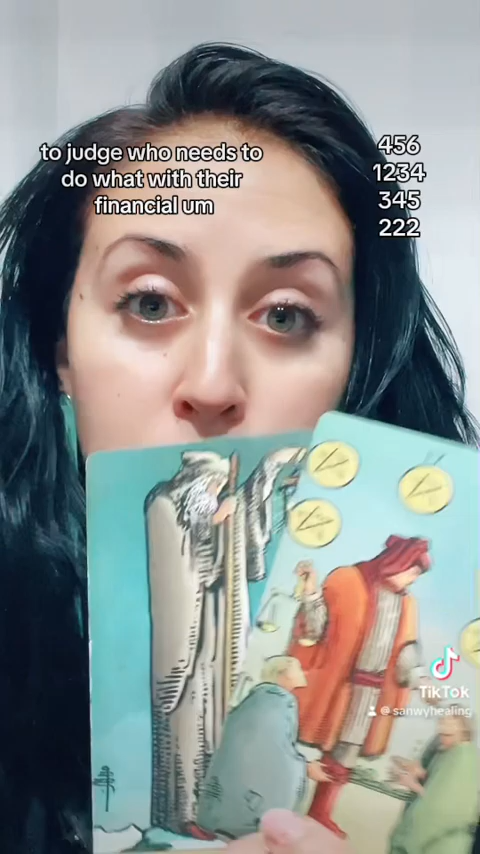 to judge who needs to
do what with their
financial um
456
1234
345
222
TikTok
@sanwyhealing